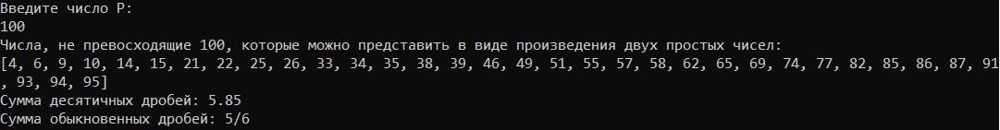 Введите число P:
100
Числа, не превосходящие 100, которые можно представить в виде произведения двух простых чисел:
[4, 6, 9, 10, 14, 15, 21, 22, 25, 26, 33, 34, 35, 38, 39, 46, 49, 51, 55, 57, 58, 62, 65, 69, 74, 77, 82, 85, 86, 87, 91
, 93, 94, 95]
Сумма десятичных дробей: 5.85
Сумма обыкновенных дробей: 5/6